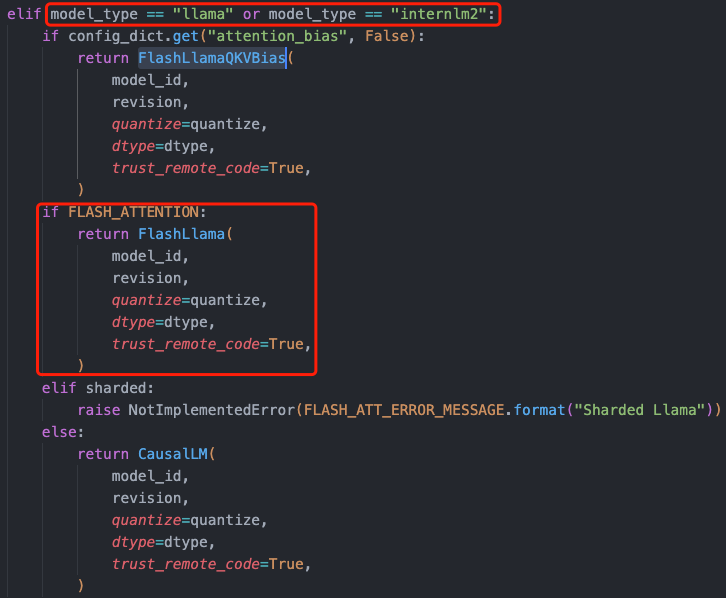 elif model_type == "llama" or model_type == "internlm2":
    if config_dict.get("attention_bias", False):
        return FlashLlamaQKVBias(
            model_id,
            revision,
            quantize=quantize,
            dtype=dtype,
            trust_remote_code=True,
        )
    if FLASH_ATTENTION:
        return FlashLlama(
            model_id,
            revision,
            quantize=quantize,
            dtype=dtype,
            trust_remote_code=True,
        )
    elif sharded:
        raise NotImplementedError(FLASH_ATT_ERROR_MESSAGE.format("Sharded Llama"))
    else:
        return CausalLM(
            model_id,
            revision,
            quantize=quantize,
            dtype=dtype,
            trust_remote_code=True,
        )